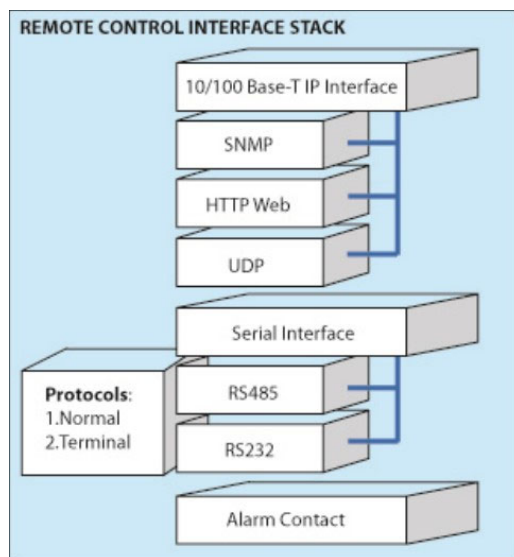 REMOTE CONTROL INTERFACE STACK
10/100 Base-T IP Interface
SNMP
HTTP Web
UDP
Serial Interface
Protocols:
1.Normal
2.Terminal
RS485
RS232
Alarm Contact